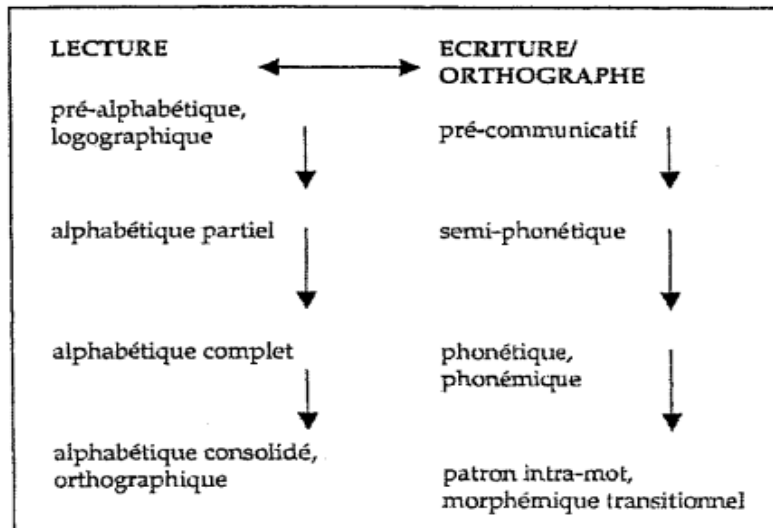 LECTURE
pré-alphabétique,
logographique
alphabétique partiel
alphabétique complet
alphabétique consolidé,
orthographique
ECRITURE/
ORTHOGRAPHE
pré-communicatif
semi-phonétique
phonétique,
phonémique
patron intra-mot,
morphémique transitionnel